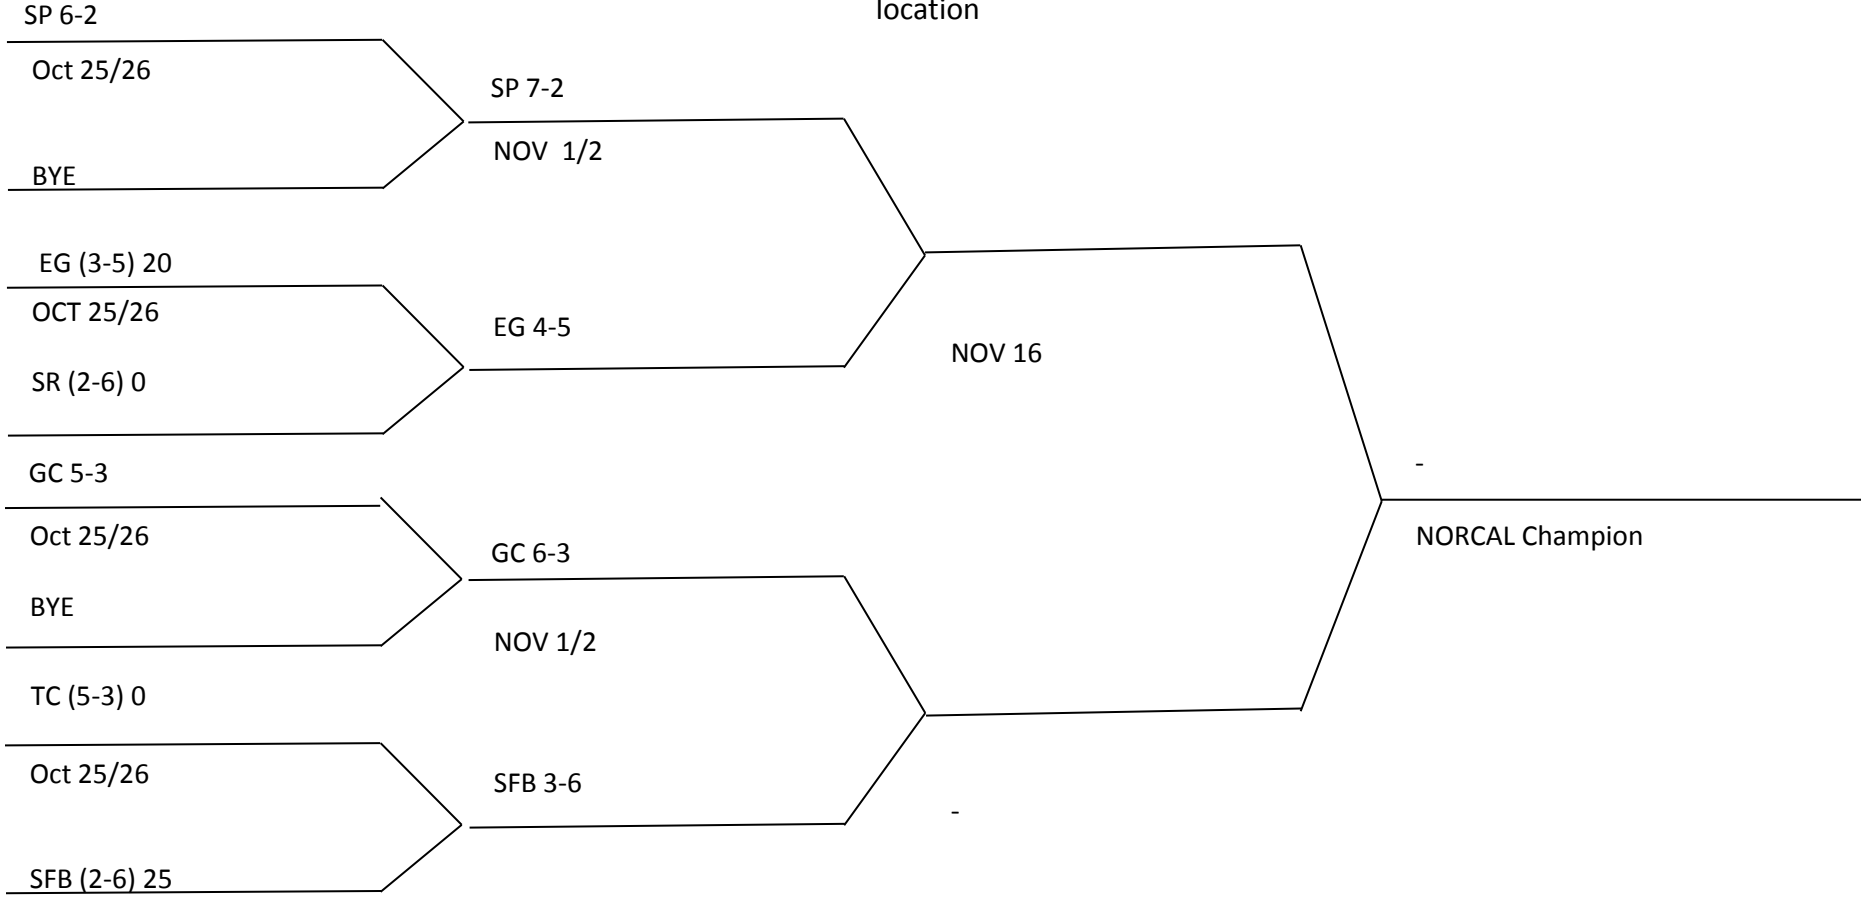 location
SP 6-2
Oct 25/26
BYE
EG (3-5) 20
OCT 25/26
SR (2-6) 0
GC 5-3
Oct 25/26
BYE
TC (5-3) 0
Oct 25/26
SFB (2-6) 25
SP 7-2
NOV  1/2
EG 4-5
GC 6-3
NOV 1/2
SFB 3-6
NOV 16
-
-
NORCAL Champion